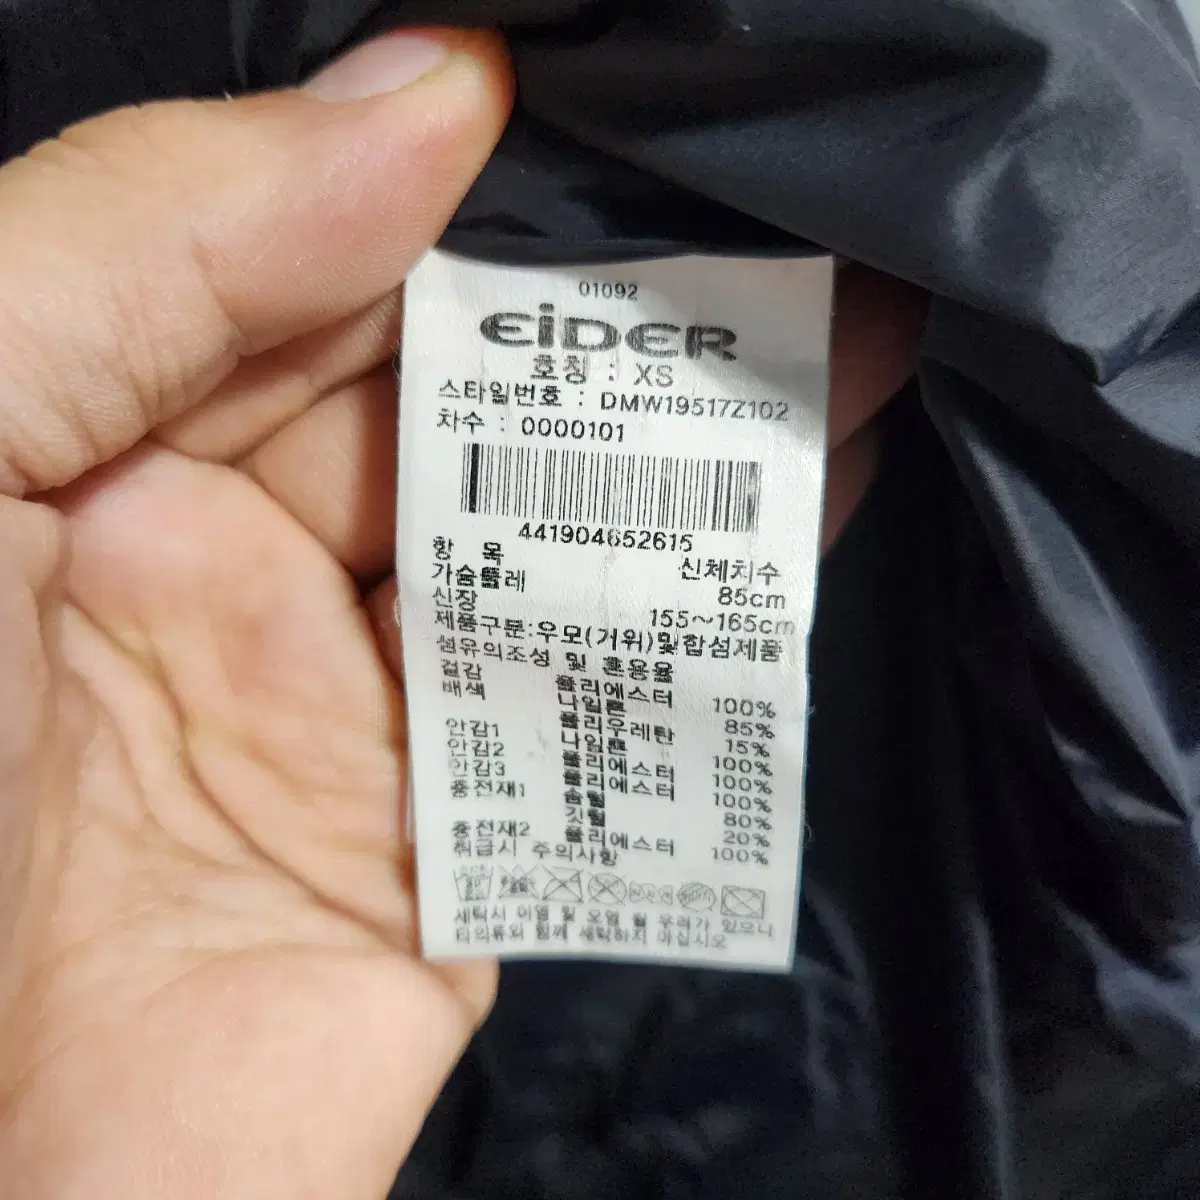 01092
EiDER
호칭 : XS
스타일번호 : DMW19517Z102
차수 : 0000101
441904652615
항 목 신체치수
가슴둘레 85cm
신장 155~165cm
제품구분:우모(거위)및합섬제품
섬유의조성 및 혼용율
겉감 폴리에스터 100%
배색 나일론 85%
폴리우레탄 15%
안감1 나일론 100%
안감2 폴리에스터 100%
안감3 폴리에스터 100%
충전재1 솜털 80%
깃털 20%
충전재2 폴리에스터 100%
취급시 주의사항
세탁시 이염 및 오염 될 우려가 있으니
타의류와 함께 세탁하지 마십시오